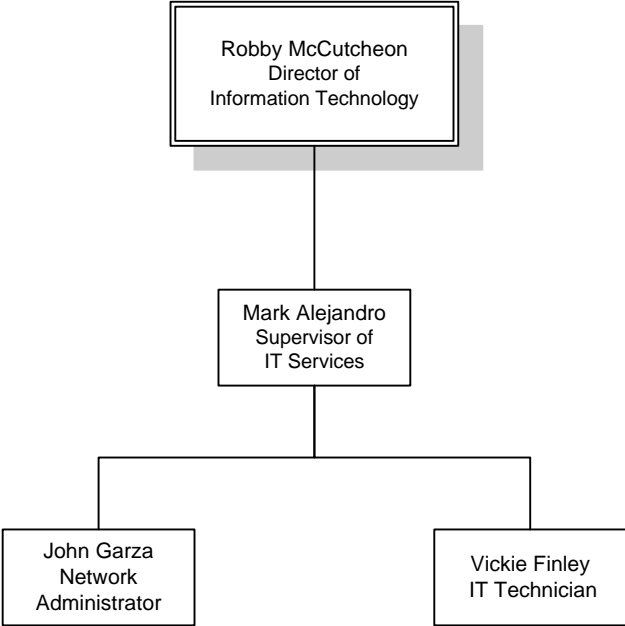 Robby McCutcheon
Director of
Information Technology
Mark Alejandro
Supervisor of
IT Services
John Garza
Network
Administrator
Vickie Finley
IT Technician